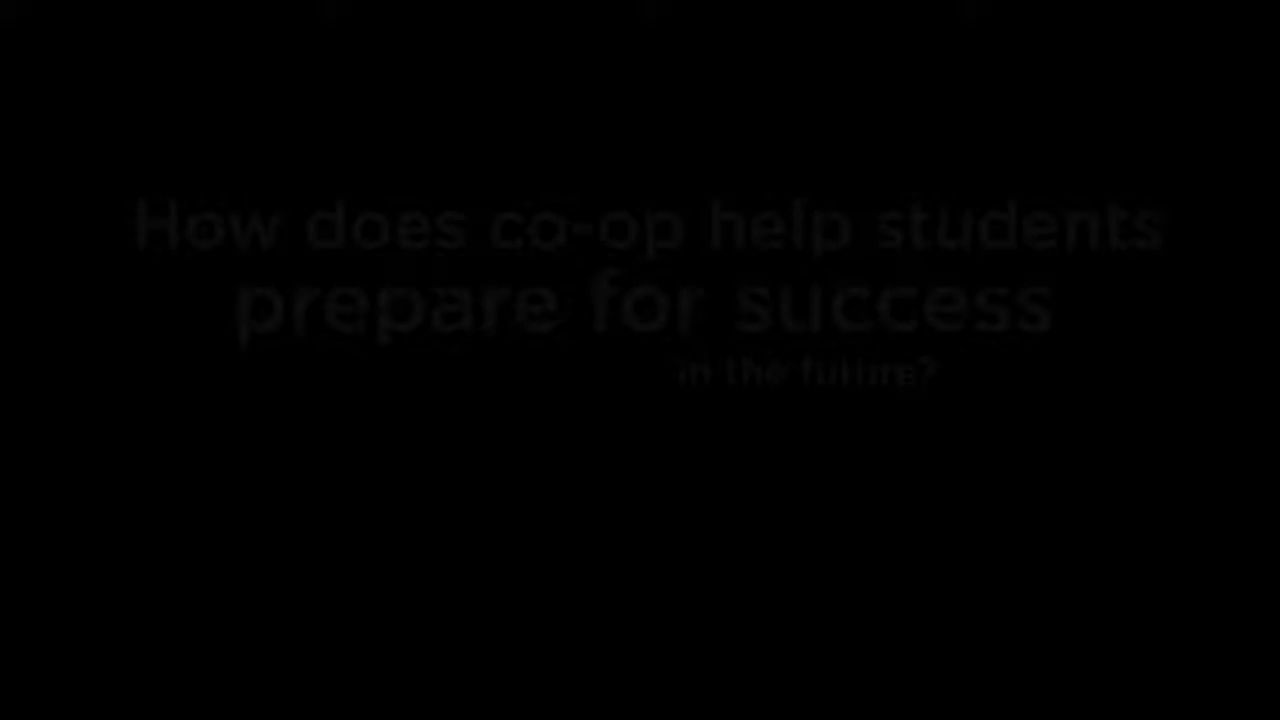 How does co-op help students
prepare for success
in the future?